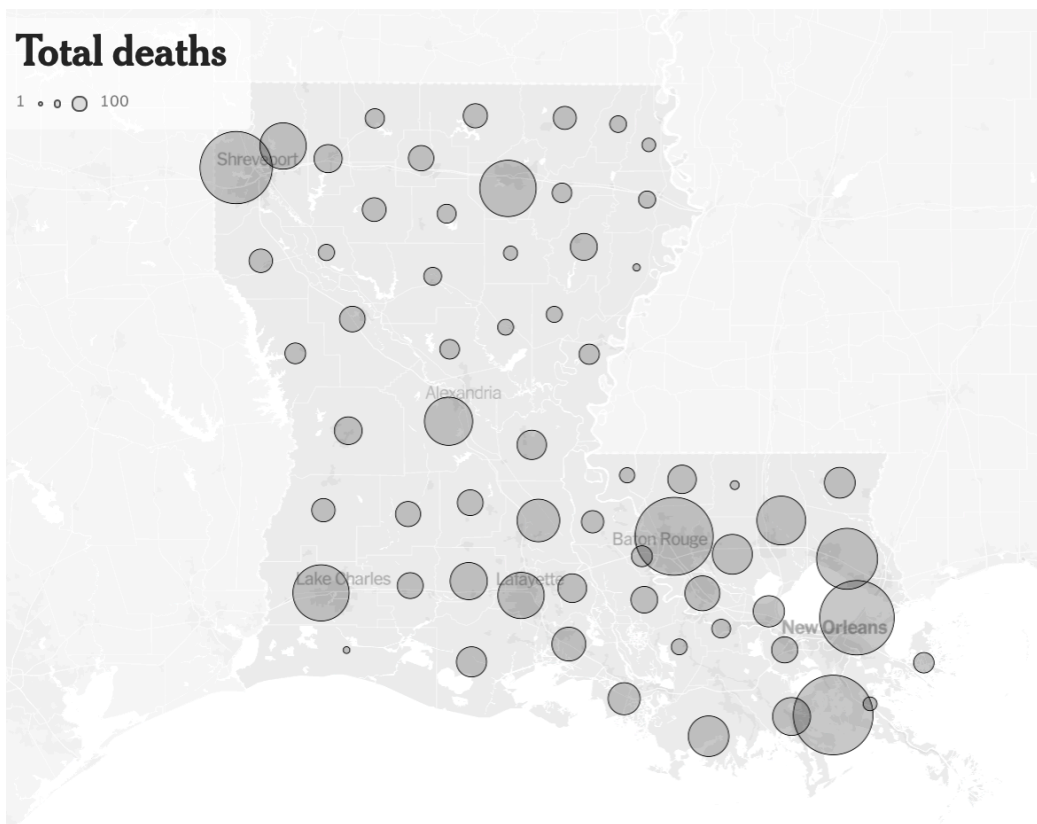 Total deaths
1 100
Shreveport
Alexandria
Baton Rouge
Lake Charles
Lafayette
New Orleans